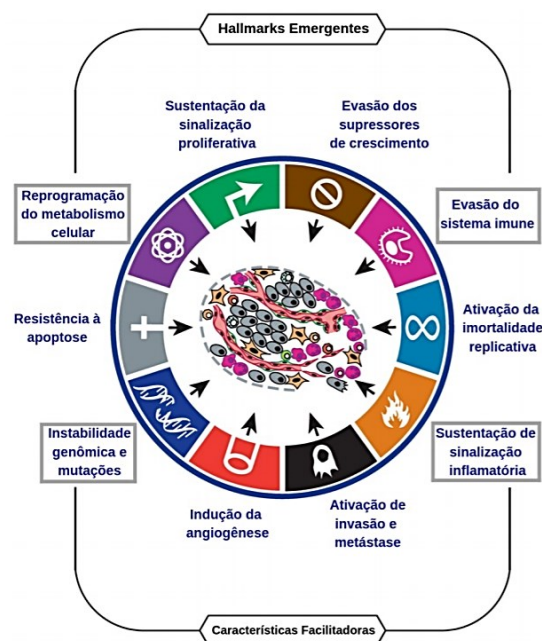 Hallmarks Emergentes
Sustentação da
sinalização
proliferativa
Evasão dos
supressores
de crescimento
Reprogramação
do metabolismo
celular
Evasão do
sistema imune
Resistência à
apoptose
Ativação da
imortalidade
replicativa
Instabilidade
genômica e
mutações
Sustentação de
sinalização
inflamatória
Indução da
angiogênese
Ativação de
invasão e
metástase
Características Facilitadoras